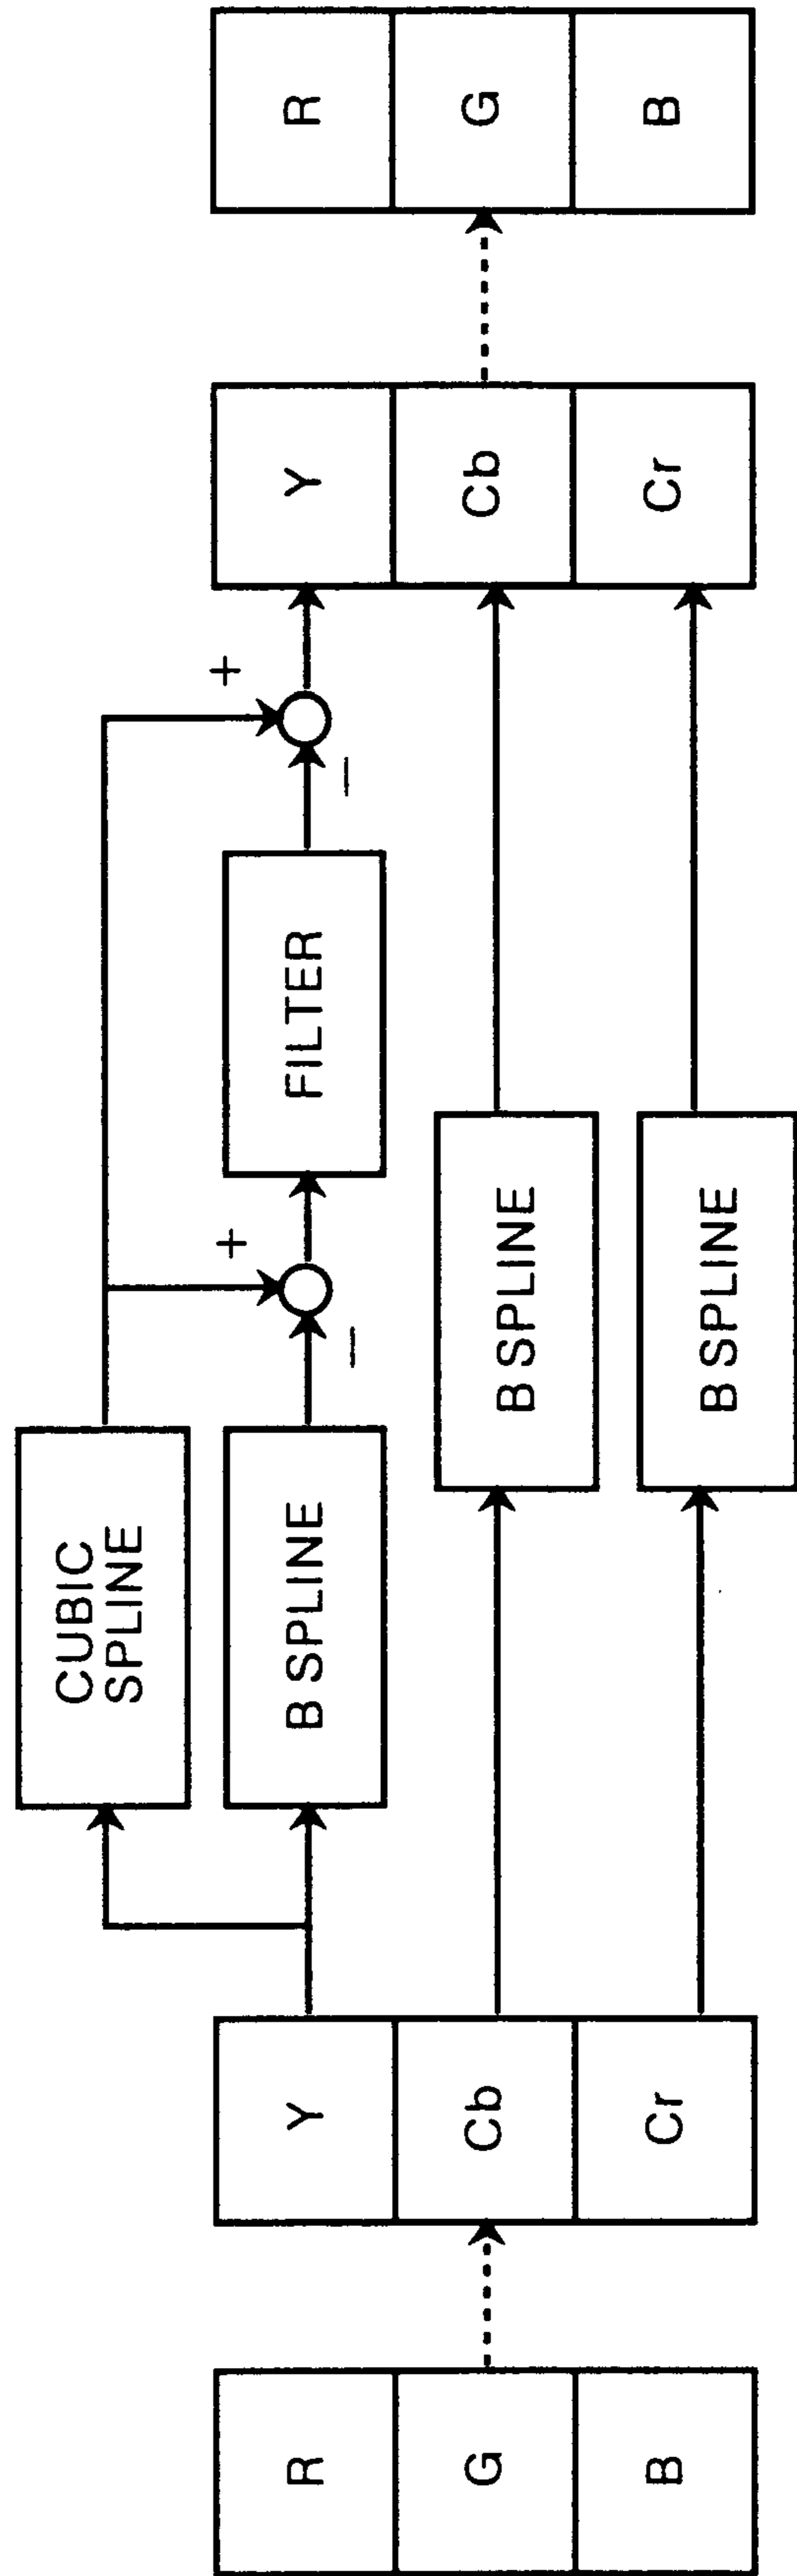 R
G
B
Y
Cb
Cr
CUBIC
SPLINE
B SPLINE
+
−
FILTER
+
−
B SPLINE
B SPLINE
Y
Cb
Cr
R
G
B